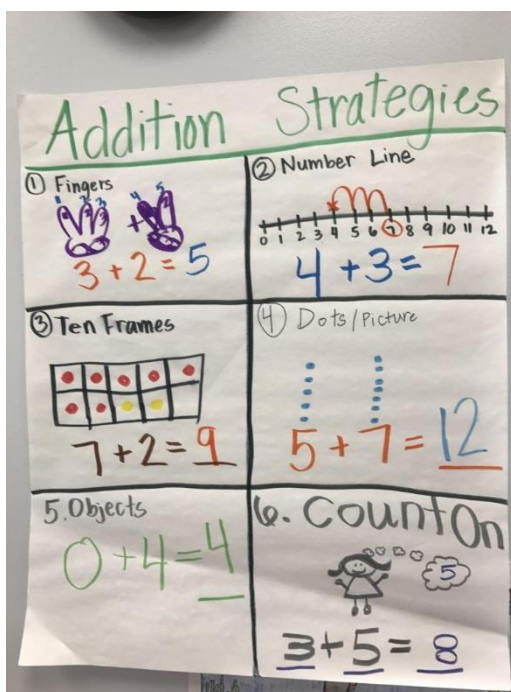 Addition Strategies
① Fingers
1 2 3 4 5
3 + 2 = 5
② Number Line
0 1 2 3 4 5 6 7 8 9 10 11 12
4 + 3 = 7
③ Ten Frames
7 + 2 = 9
④ Dots/Picture
5 + 7 = 12
5. Objects
0 + 4 = 4
6. Count On
5
3 + 5 = 8